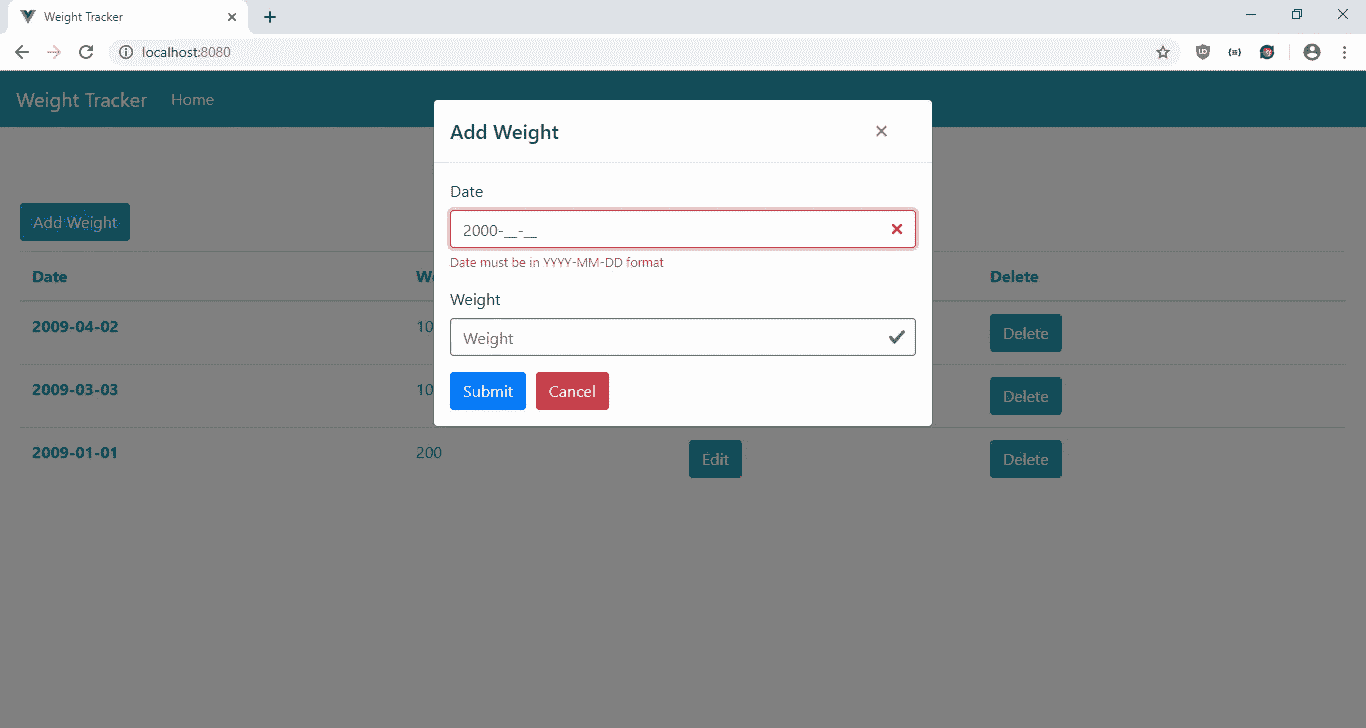 Weight Tracker
localhost:8080
Weight Tracker Home
Add Weight
Add Weight
Date
2000-__-__
Date must be in YYYY-MM-DD format
Weight
Weight
Submit Cancel
Date Delete
2009-04-02 10 Delete
2009-03-03 10 Delete
2009-01-01 200 Edit Delete